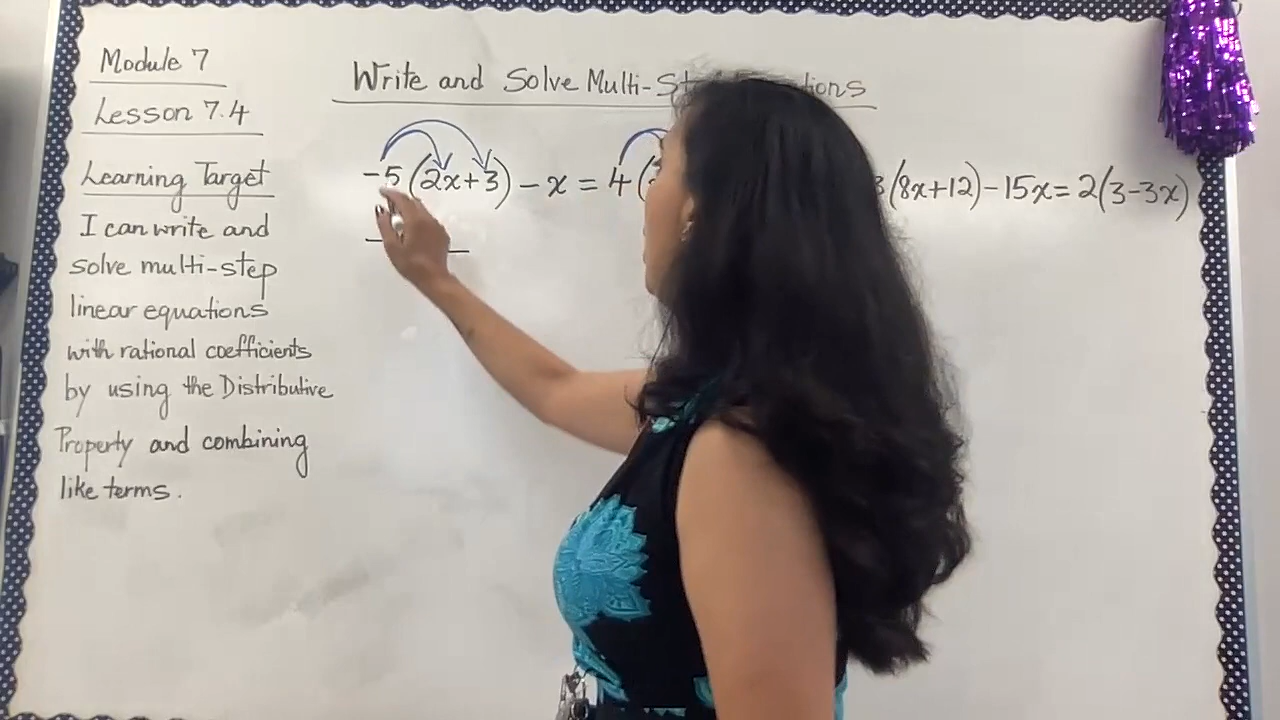 Module 7
Lesson 7.4
Learning Target
I can write and
solve multi-step
linear equations
with rational coefficients
by using the Distributive
Property and combining
like terms.
Write and Solve Multi-St tions
-5(2x+3) - x = 4(
(8x+12) - 15x = 2(3-3x)